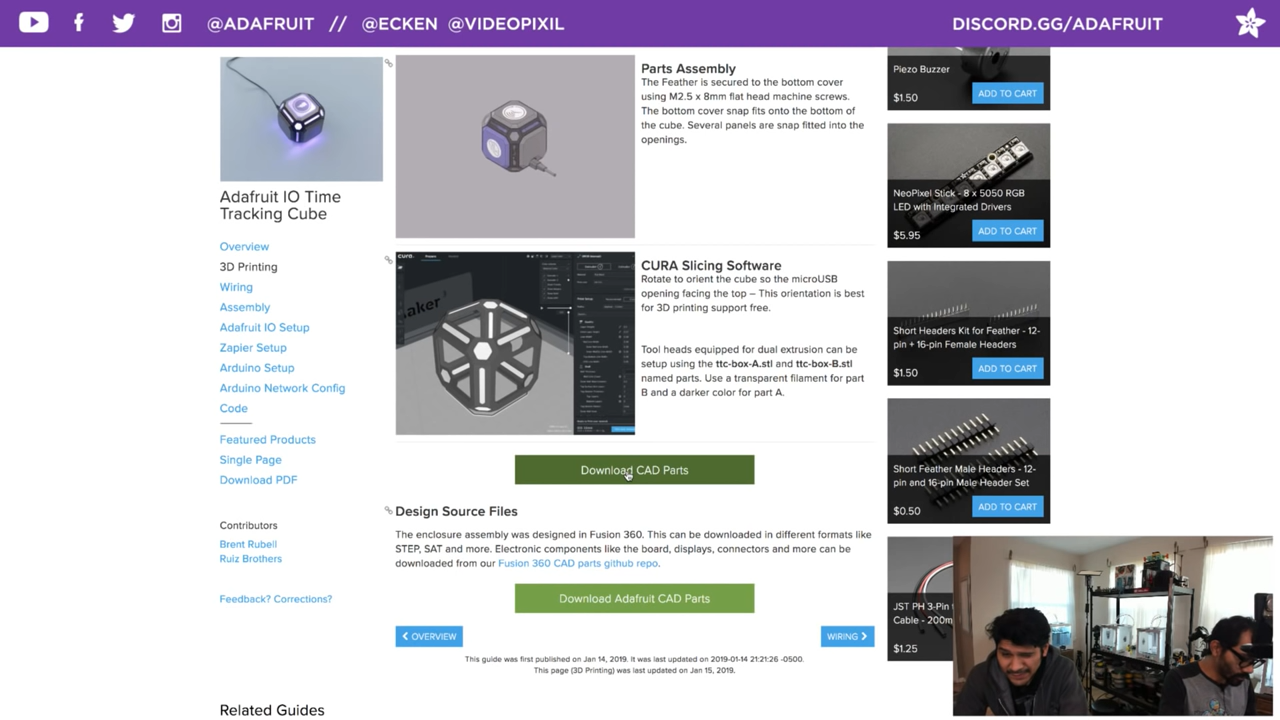 @ADAFRUIT // @ECKEN @VIDEOPIXIL
DISCORD.GG/ADAFRUIT
Adafruit IO Time
Tracking Cube
Overview
3D Printing
Wiring
Assembly
Adafruit IO Setup
Zapier Setup
Arduino Setup
Arduino Network Config
Code
Featured Products
Single Page
Download PDF
Contributors
Brent Rubell
Ruiz Brothers
Feedback? Corrections?
Parts Assembly
The Feather is secured to the bottom cover
using M2.5 x 8mm flat head machine screws.
The bottom cover snap fits onto the bottom of
the cube. Several panels are snap fitted into the
openings.
cura.
aker
CURA Slicing Software
Rotate to orient the cube so the microUSB
opening facing the top – This orientation is best
for 3D printing support free.
Tool heads equipped for dual extrusion can be
setup using the ttc-box-A.stl and ttc-box-B.stl
named parts. Use a transparent filament for part
B and a darker color for part A.
Download CAD Parts
Design Source Files
The enclosure assembly was designed in Fusion 360. This can be downloaded in different formats like
STEP, SAT and more. Electronic components like the board, displays, connectors and more can be
downloaded from our Fusion 360 CAD parts github repo.
Download Adafruit CAD Parts
OVERVIEW
WIRING
This guide was first published on Jan 14, 2019. It was last updated on 2019-01-14 21:21:26 -0500.
This page (3D Printing) was last updated on Jan 15, 2019.
Related Guides
Piezo Buzzer
$1.50
ADD TO CART
NeoPixel Stick - 8 x 5050 RGB
LED with Integrated Drivers
$5.95
ADD TO CART
Short Headers Kit for Feather - 12-
pin + 16-pin Female Headers
$1.50
ADD TO CART
Short Feather Male Headers - 12-
pin and 16-pin Male Header Set
$0.50
ADD TO CART
JST PH 3-Pin
Cable - 200m
$1.25